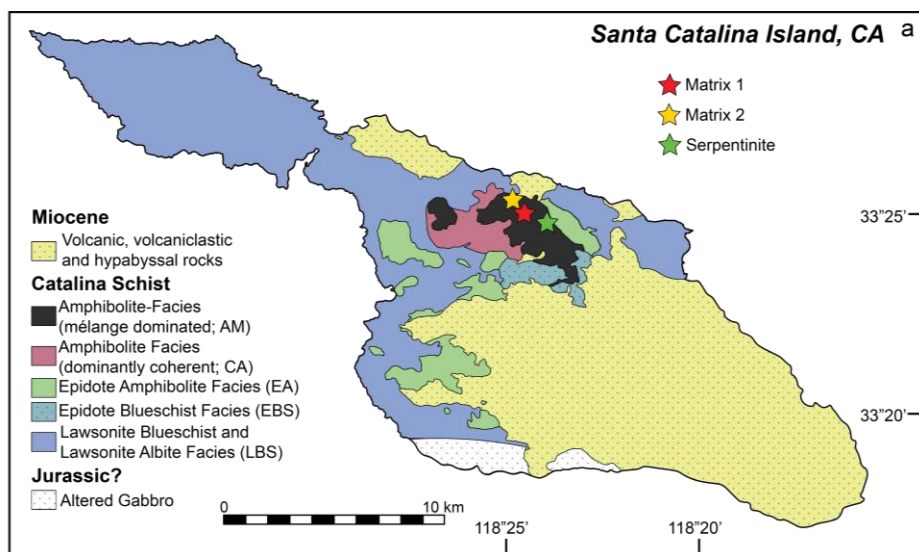 Santa Catalina Island, CA a
Matrix 1
Matrix 2
Serpentinite
33°25'
Miocene
Volcanic, volcaniclastic
and hypabyssal rocks
Catalina Schist
Amphibolite-Facies
(mélange dominated; AM)
Amphibolite Facies
(dominantly coherent; CA)
Epidote Amphibolite Facies (EA)
Epidote Blueschist Facies (EBS)
Lawsonite Blueschist and
Lawsonite Albite Facies (LBS)
33°20'
Jurassic?
Altered Gabbro
0 10 km
118"25' 118"20'